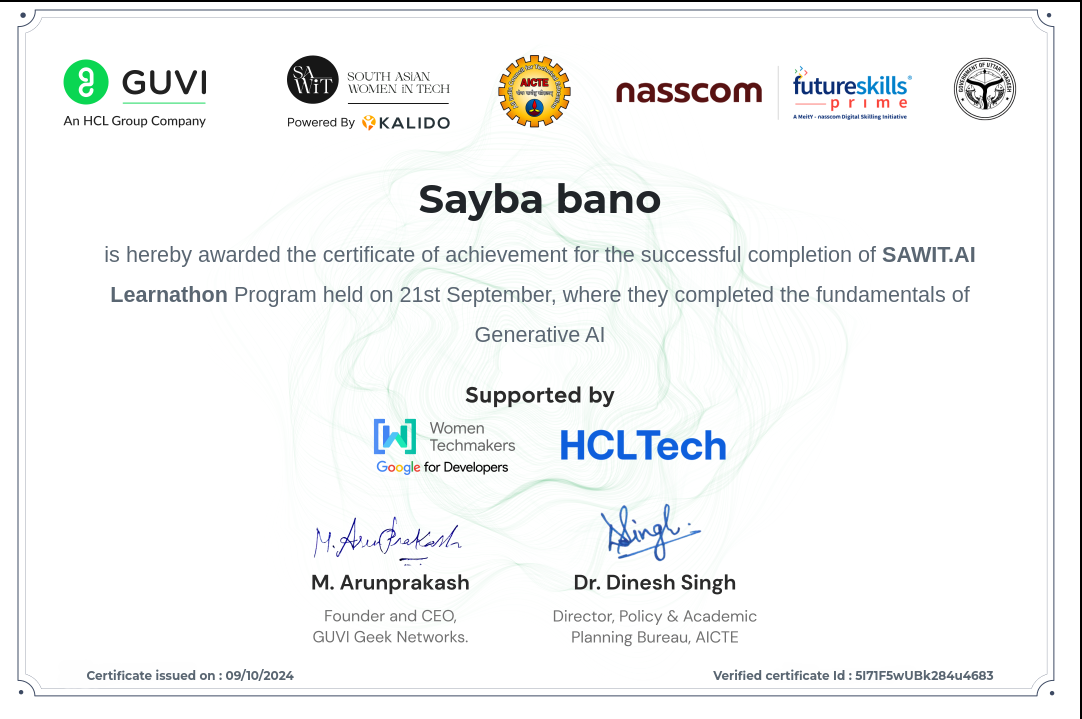 GUVI
An HCL Group Company
SA
WiT
SOUTH ASIAN
WOMEN iN TECH
Powered By KALIDO
AICTE
nasscom
futureskills®
prime
A MeitY - nasscom Digital Skilling Initiative
GOVERNMENT OF UTTAR PRADESH
Sayba bano
is hereby awarded the certificate of achievement for the successful completion of SAWIT.AI
Learnathon Program held on 21st September, where they completed the fundamentals of
Generative AI
Supported by
Women
Techmakers
Google for Developers
HCLTech
M. ArunPrakash
DSingh.
M. Arunprakash
Dr. Dinesh Singh
Founder and CEO,
GUVI Geek Networks.
Director, Policy & Academic
Planning Bureau, AICTE
Certificate issued on : 09/10/2024
Verified certificate Id : 5I71F5wUBk284u4683